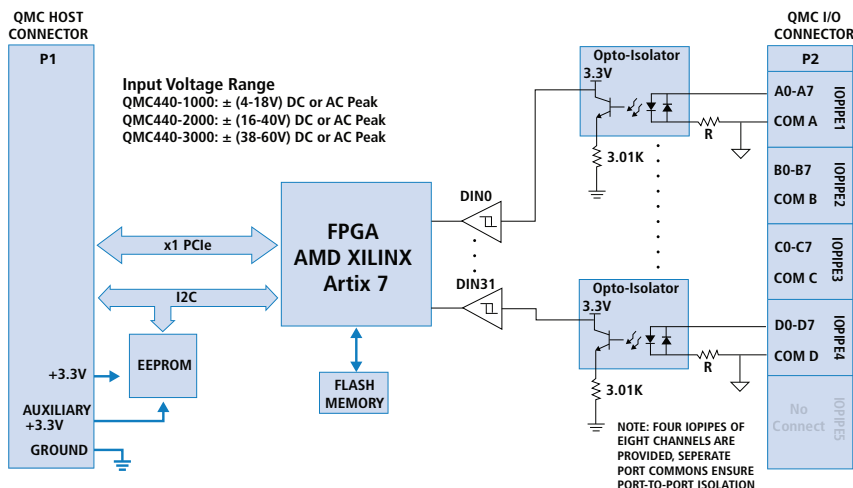 QMC HOST
CONNECTOR
P1
Input Voltage Range
QMC440-1000: ± (4-18V) DC or AC Peak
QMC440-2000: ± (16-40V) DC or AC Peak
QMC440-3000: ± (38-60V) DC or AC Peak
x1 PCIe
I2C
EEPROM
+3.3V
AUXILIARY
+3.3V
GROUND
FPGA
AMD XILINX
Artix 7
FLASH
MEMORY
DIN0
DIN31
Opto-Isolator
3.3V
3.01K
R
Opto-Isolator
3.3V
3.01K
R
NOTE: FOUR IOPIPES OF
EIGHT CHANNELS ARE
PROVIDED, SEPERATE
PORT COMMONS ENSURE
PORT-TO-PORT ISOLATION
QMC I/O
CONNECTOR
P2
A0-A7
COM A
IOPIPE1
B0-B7
COM B
IOPIPE2
C0-C7
COM C
IOPIPE3
D0-D7
COM D
IOPIPE4
No
Connect
IOPIPE5